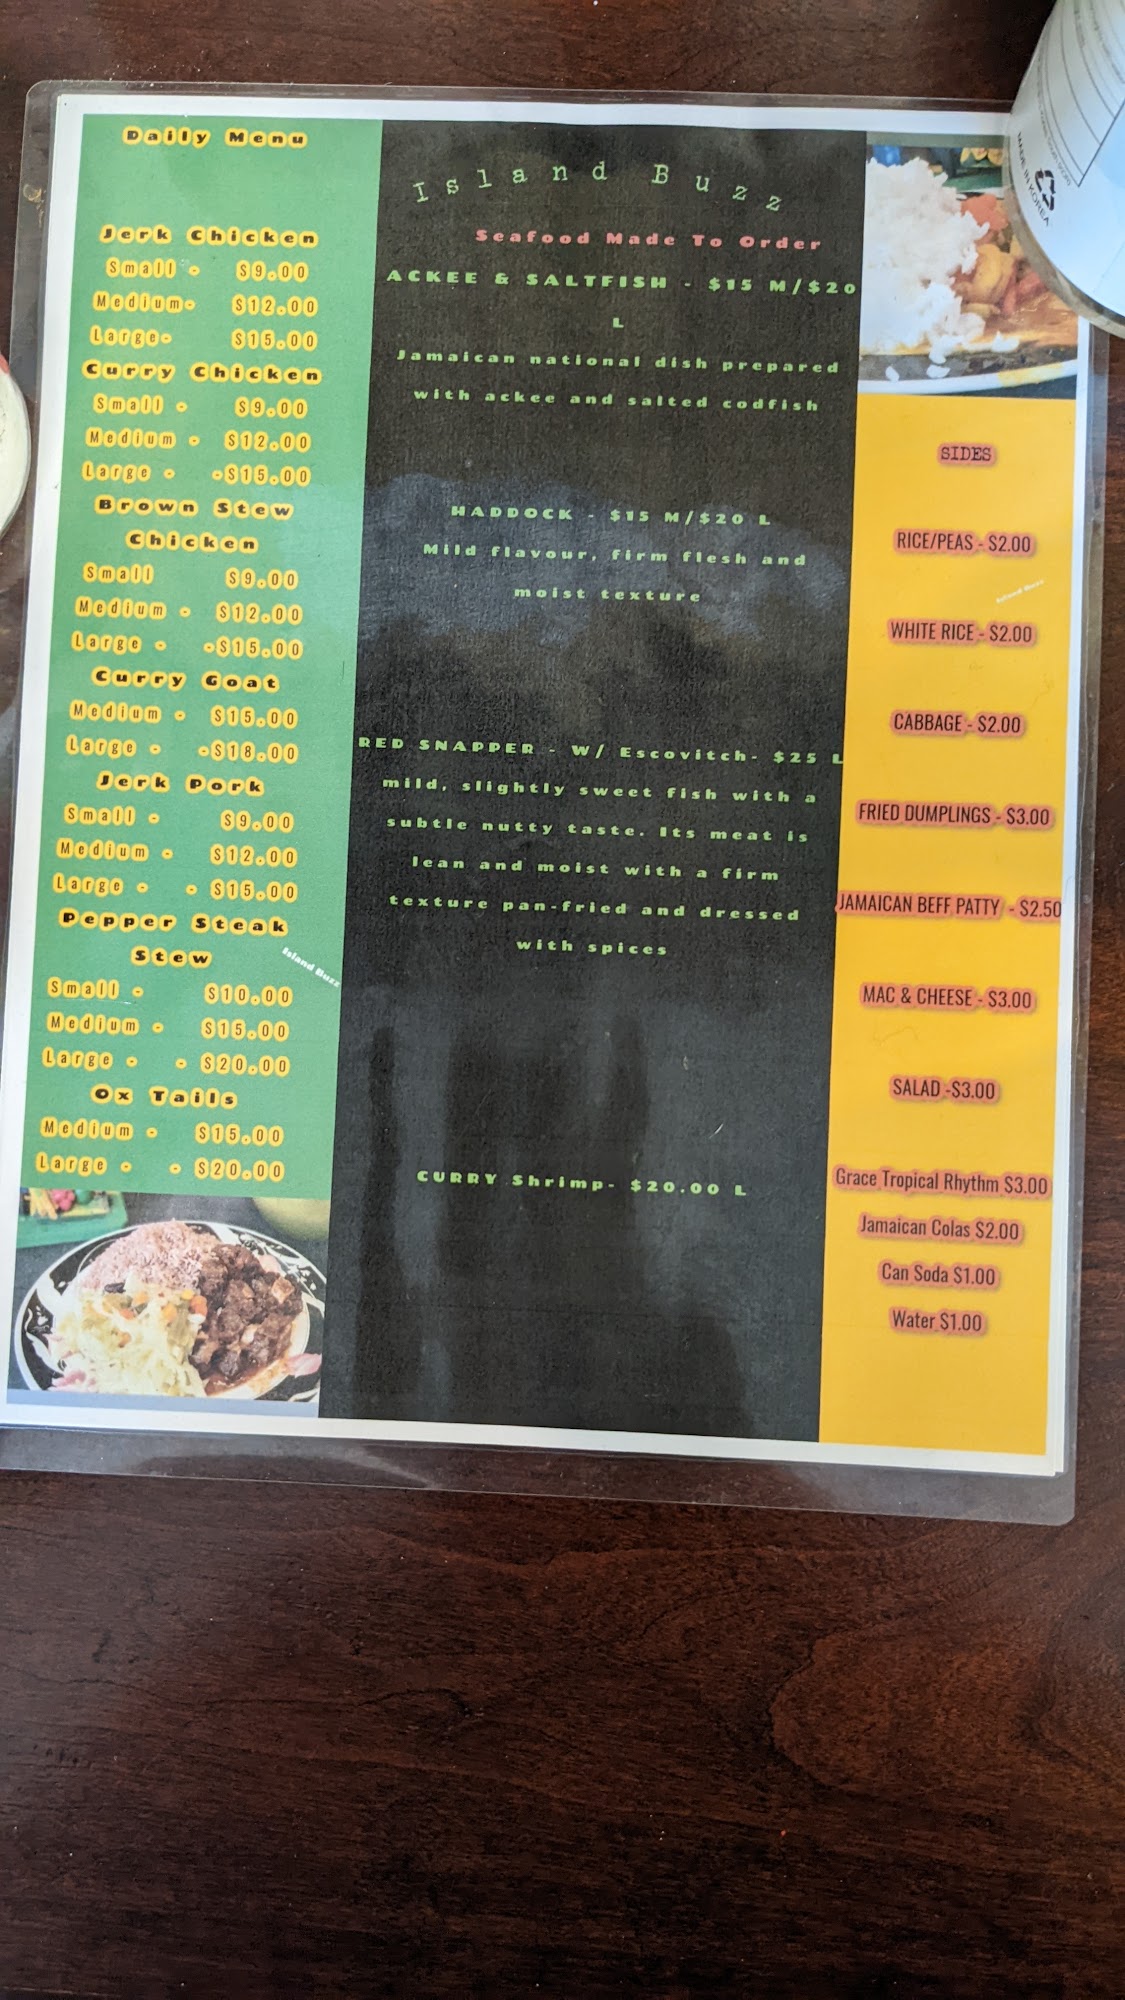 Daily Menu
Jerk Chicken
Small - $9.00
Medium- $12.00
Large- $15.00
Curry Chicken
Small - $9.00
Medium - $12.00
Large - -$15.00
Brown Stew
Chicken
Small $9.00
Medium - $12.00
Large - -$15.00
Curry Goat
Medium - $15.00
Large - -$18.00
Jerk Pork
Small - $9.00
Medium - $12.00
Large - - $15.00
Pepper Steak
Stew
Island Buzz
Small - $10.00
Medium - $15.00
Large - - $20.00
Ox Tails
Medium - $15.00
Large - - $20.00
Island Buzz
Seafood Made To Order
ACKEE & SALTFISH - $15 M/$20
L
Jamaican national dish prepared
with ackee and salted codfish
HADDOCK - $15 M/$20 L
Mild flavour, firm flesh and
moist texture
RED SNAPPER - W/ Escovitch- $25 L
mild, slightly sweet fish with a
subtle nutty taste. Its meat is
lean and moist with a firm
texture pan-fried and dressed
with spices
CURRY Shrimp- $20.00 L
SIDES
RICE/PEAS - $2.00
Island Buzz
WHITE RICE - $2.00
CABBAGE - $2.00
FRIED DUMPLINGS - $3.00
JAMAICAN BEFF PATTY - $2.50
MAC & CHEESE - $3.00
SALAD -$3.00
Grace Tropical Rhythm $3.00
Jamaican Colas $2.00
Can Soda $1.00
Water $1.00
MADE IN KOREA